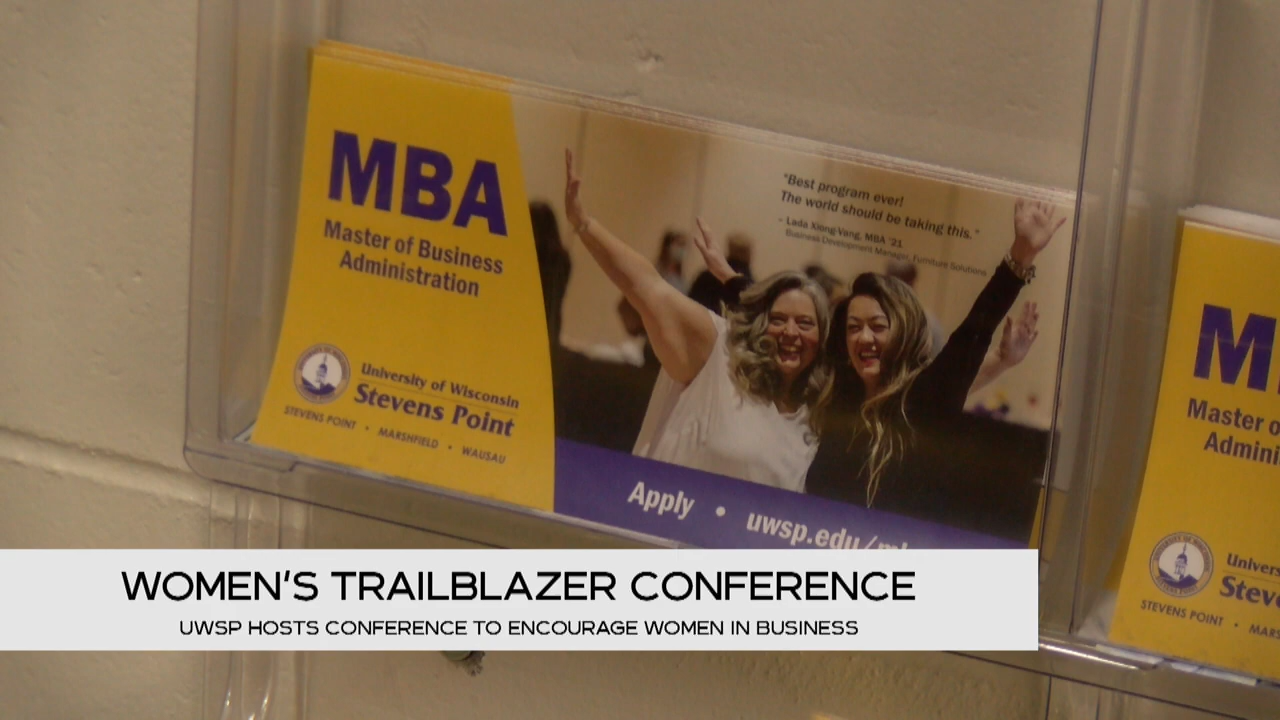 MBA
Master of Business
Administration
University of Wisconsin
Stevens Point
STEVENS POINT • MARSHFIELD • WAUSAU
"Best program ever!
The world should be taking this."
- Lada Xiong-Vang, MBA '21
Business Development Manager, Furniture Solutions
Apply • uwsp.edu/
M
Master o
Admini
Univers
Steve
STEVENS POINT • MARS
WOMEN'S TRAILBLAZER CONFERENCE
UWSP HOSTS CONFERENCE TO ENCOURAGE WOMEN IN BUSINESS